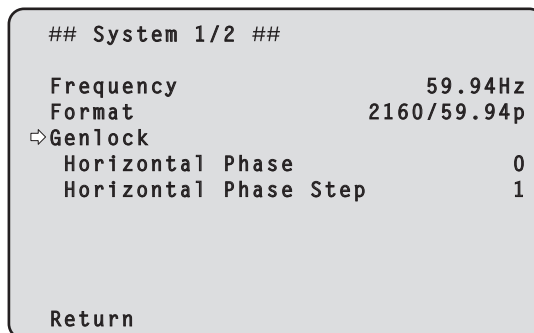 ## System 1/2 ##
Frequency 59.94Hz
Format 2160/59.94p
⇨Genlock
Horizontal Phase 0
Horizontal Phase Step 1
Return